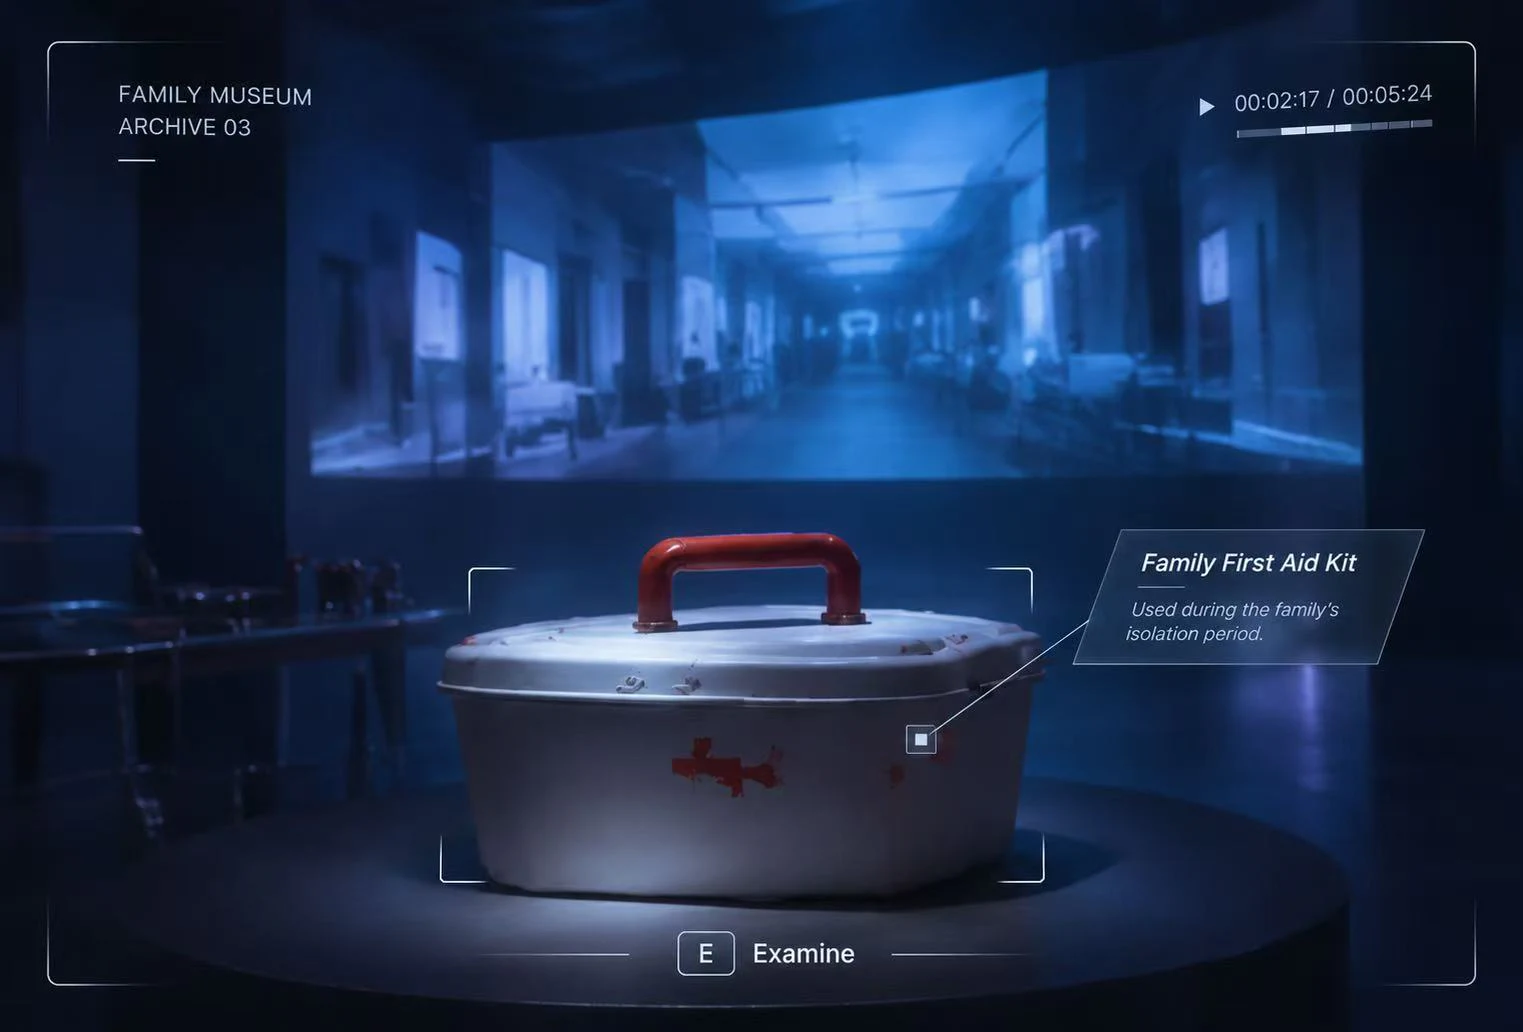 FAMILY MUSEUM
ARCHIVE 03
00:02:17 / 00:05:24
Family First Aid Kit
Used during the family's
isolation period.
E Examine